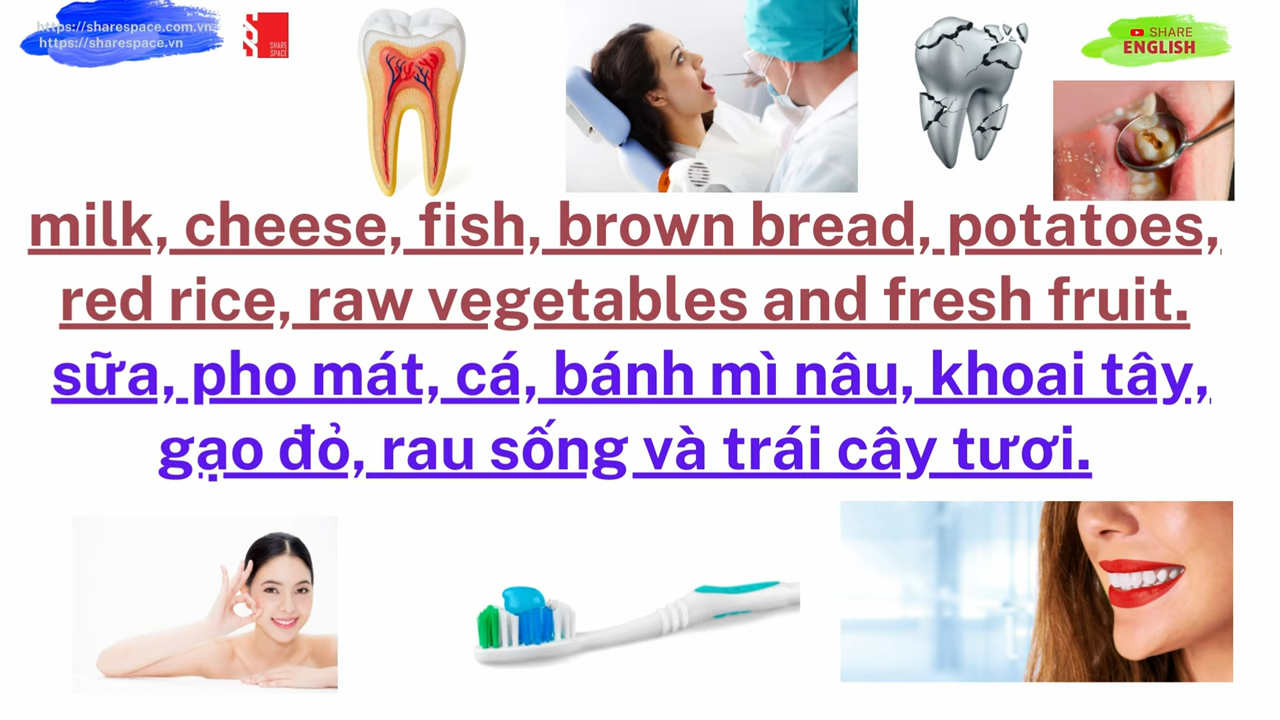 https://sharespace.com.vn
https://sharespace.vn
SHARE
SPACE
SHARE
ENGLISH
milk, cheese, fish, brown bread, potatoes,
red rice, raw vegetables and fresh fruit.
sữa, pho mát, cá, bánh mì nâu, khoai tây,
gạo đỏ, rau sống và trái cây tươi.